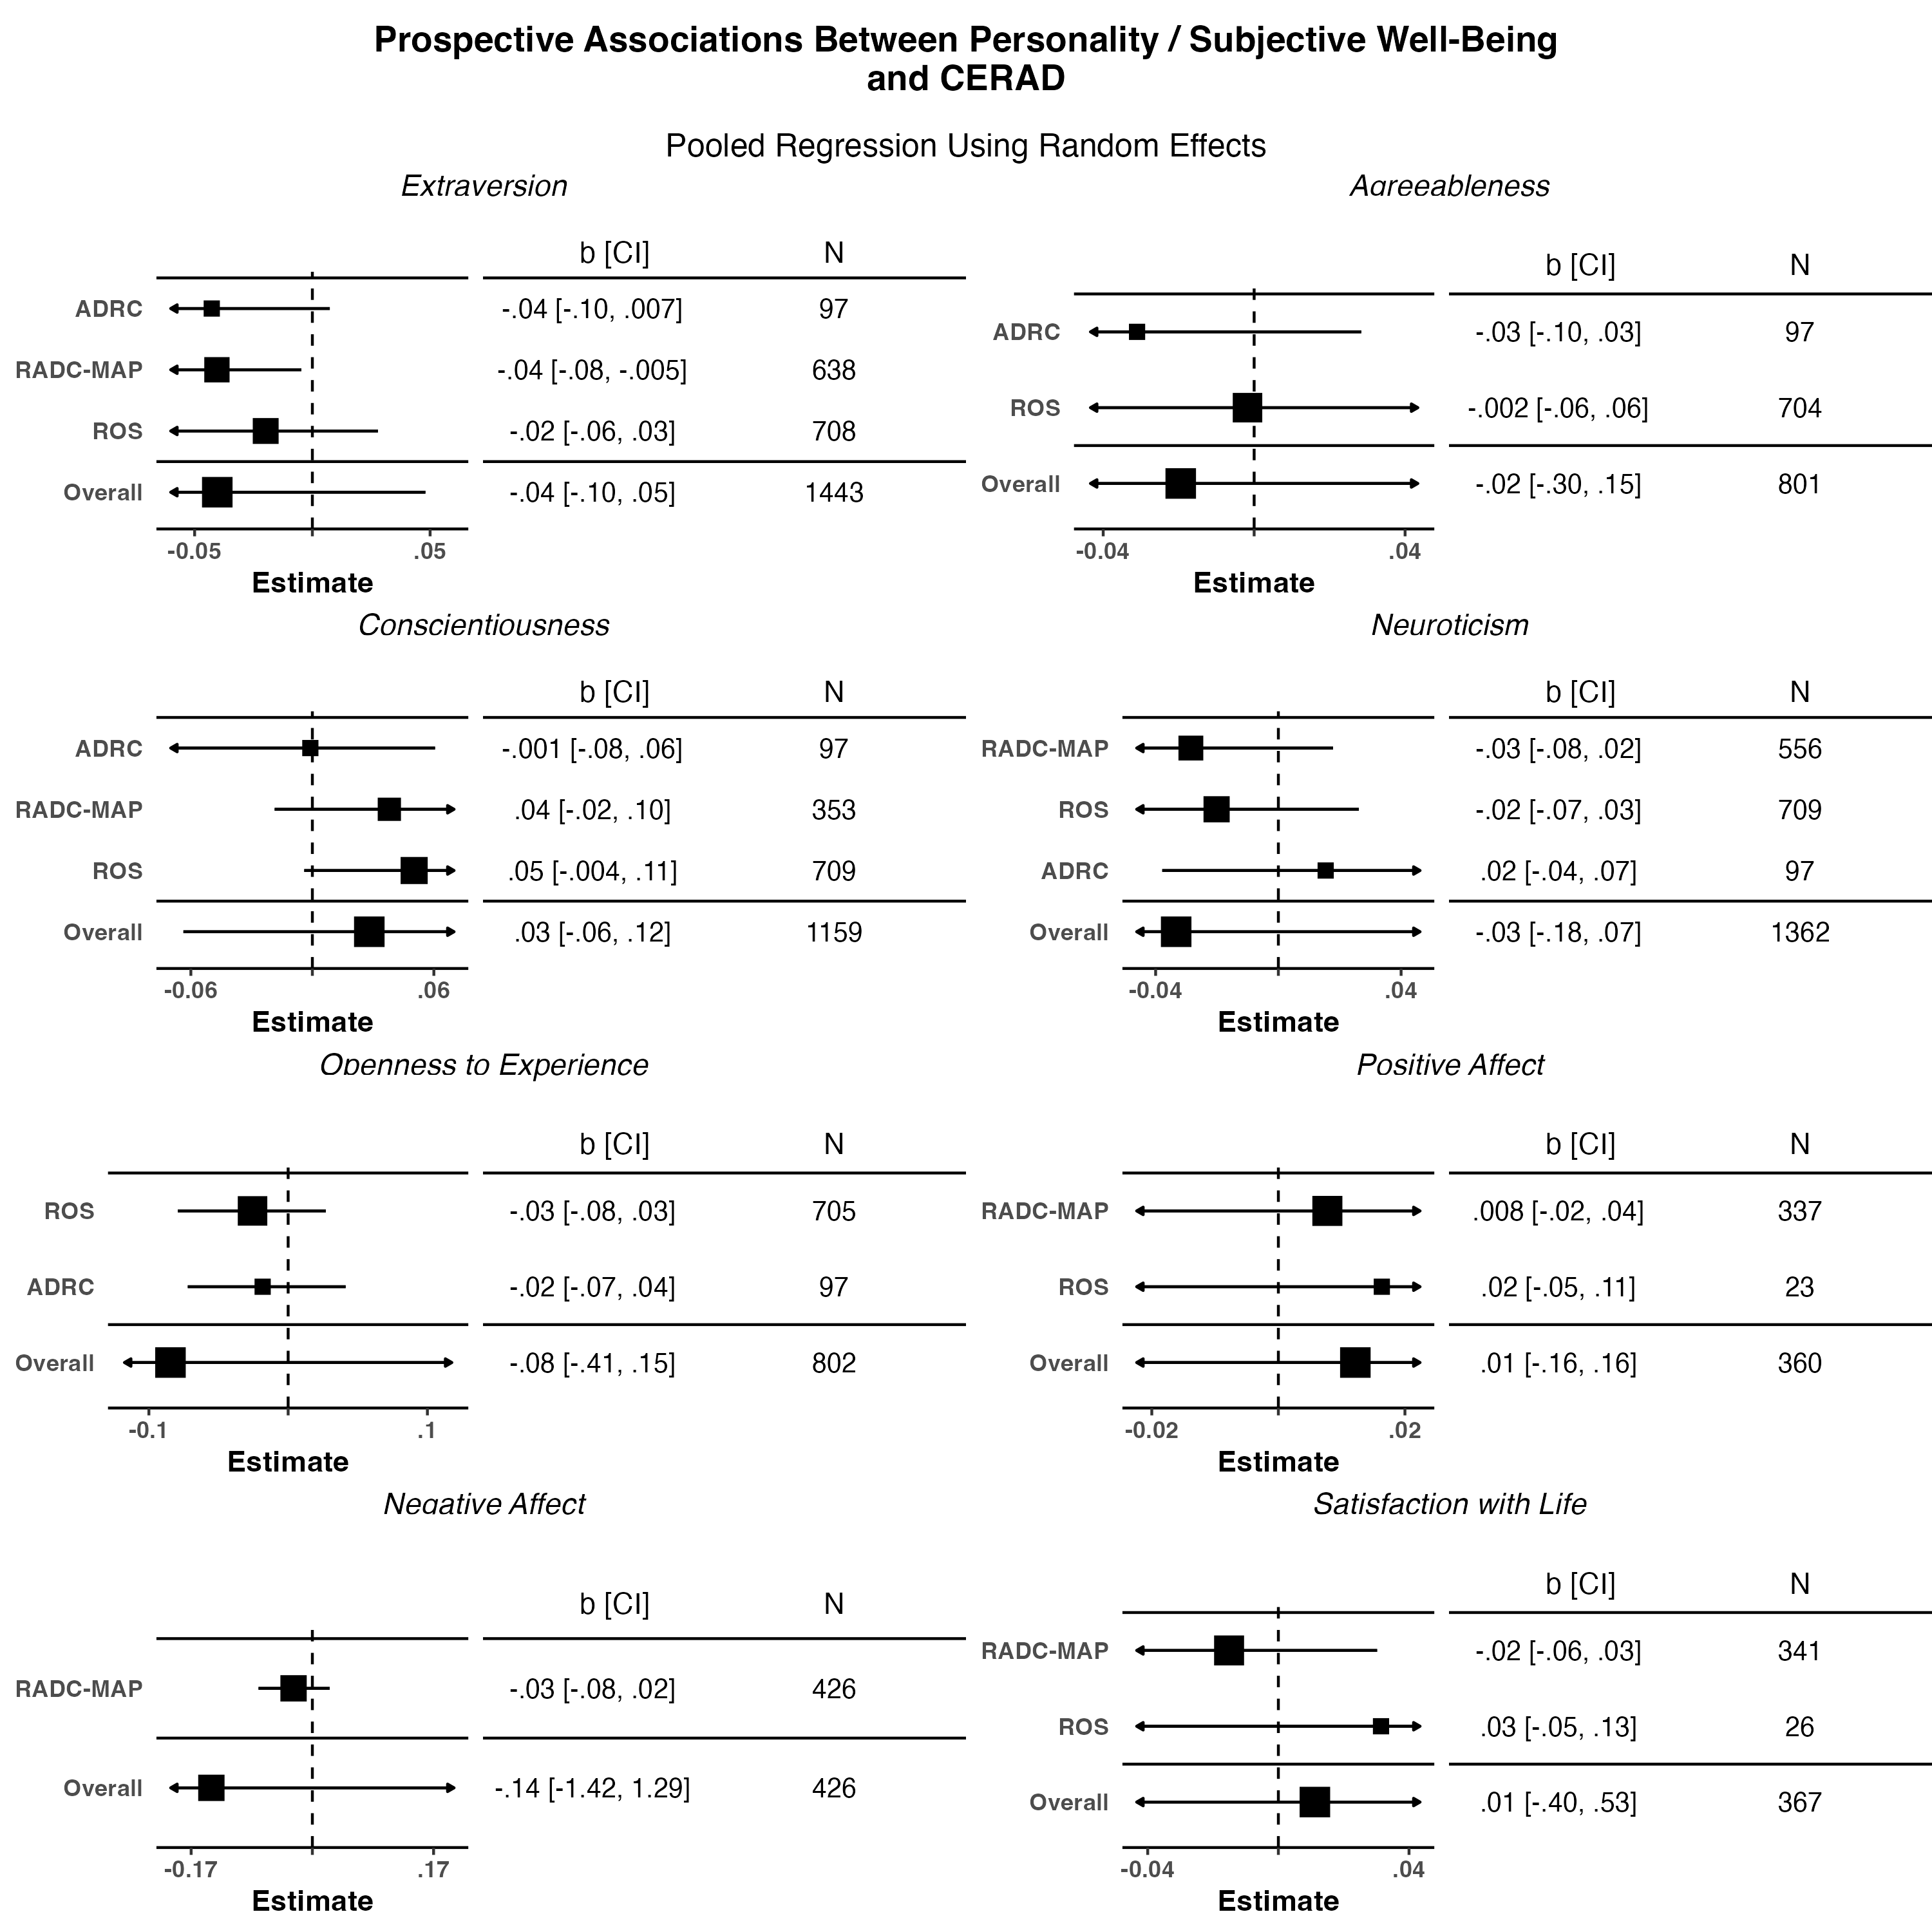 Prospective Associations Between Personality / Subjective Well-Being
and CERAD
Pooled Regression Using Random Effects
Extraversion
b [CI] N
ADRC -.04 [-.10, .007] 97
RADC-MAP -.04 [-.08, -.005] 638
ROS -.02 [-.06, .03] 708
Overall -.04 [-.10, .05] 1443
-0.05 .05
Estimate
Agreeableness
b [CI] N
ADRC -.03 [-.10, .03] 97
ROS -.002 [-.06, .06] 704
Overall -.02 [-.30, .15] 801
-0.04 .04
Estimate
Conscientiousness
b [CI] N
ADRC -.001 [-.08, .06] 97
RADC-MAP .04 [-.02, .10] 353
ROS .05 [-.004, .11] 709
Overall .03 [-.06, .12] 1159
-0.06 .06
Estimate
Neuroticism
b [CI] N
RADC-MAP -.03 [-.08, .02] 556
ROS -.02 [-.07, .03] 709
ADRC .02 [-.04, .07] 97
Overall -.03 [-.18, .07] 1362
-0.04 .04
Estimate
Openness to Experience
b [CI] N
ROS -.03 [-.08, .03] 705
ADRC -.02 [-.07, .04] 97
Overall -.08 [-.41, .15] 802
-0.1 .1
Estimate
Positive Affect
b [CI] N
RADC-MAP .008 [-.02, .04] 337
ROS .02 [-.05, .11] 23
Overall .01 [-.16, .16] 360
-0.02 .02
Estimate
Negative Affect
b [CI] N
RADC-MAP -.03 [-.08, .02] 426
Overall -.14 [-1.42, 1.29] 426
-0.17 .17
Estimate
Satisfaction with Life
b [CI] N
RADC-MAP -.02 [-.06, .03] 341
ROS .03 [-.05, .13] 26
Overall .01 [-.40, .53] 367
-0.04 .04
Estimate